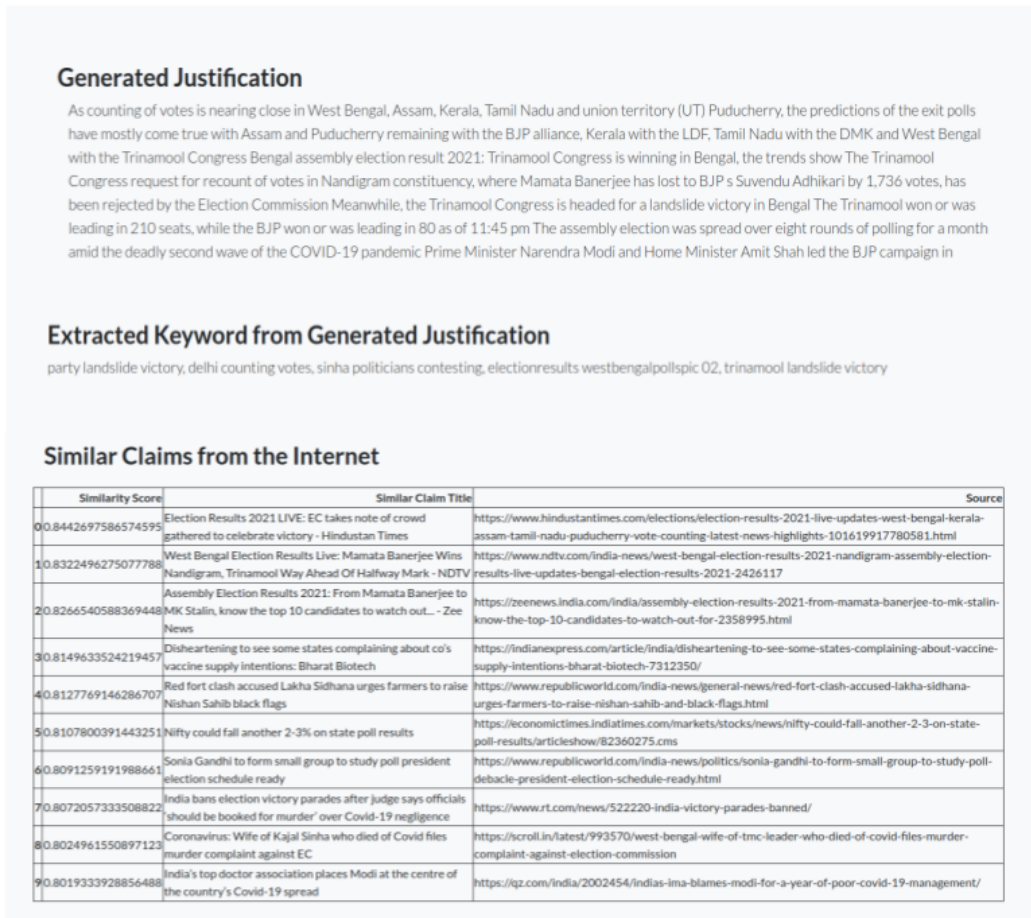 Generated Justification
As counting of votes is nearing close in West Bengal, Assam, Kerala, Tamil Nadu and union territory (UT) Puducherry, the predictions of the exit polls
have mostly come true with Assam and Puducherry remaining with the BJP alliance, Kerala with the LDF, Tamil Nadu with the DMK and West Bengal
with the Trinamool Congress Bengal assembly election result 2021: Trinamool Congress is winning in Bengal, the trends show The Trinamool
Congress request for recount of votes in Nandigram constituency, where Mamata Banerjee has lost to BJP s Suvendu Adhikari by 1,736 votes, has
been rejected by the Election Commission Meanwhile, the Trinamool Congress is headed for a landslide victory in Bengal The Trinamool won or was
leading in 210 seats, while the BJP won or was leading in 80 as of 11:45 pm The assembly election was spread over eight rounds of polling for a month
amid the deadly second wave of the COVID-19 pandemic Prime Minister Narendra Modi and Home Minister Amit Shah led the BJP campaign in
Extracted Keyword from Generated Justification
party landslide victory, delhi counting votes, sinha politicians contesting, electionresults westbengalpollspic 02, trinamool landslide victory
Similar Claims from the Internet
Similarity Score Similar Claim Title Source
0 0.8442697586574595 Election Results 2021 LIVE: EC takes note of crowd
gathered to celebrate victory - Hindustan Times
https://www.hindustantimes.com/elections/election-results-2021-live-updates-west-bengal-kerala-
assam-tamil-nadu-puducherry-vote-counting-latest-news-highlights-101619917780581.html
1 0.8322496275077788 West Bengal Election Results Live: Mamata Banerjee Wins
Nandigram, Trinamool Way Ahead Of Halfway Mark - NDTV
https://www.ndtv.com/india-news/west-bengal-election-results-2021-nandigram-assembly-election-
results-live-updates-bengal-election-results-2021-2426117
2 0.8266540588369448 Assembly Election Results 2021: From Mamata Banerjee to
MK Stalin, know the top 10 candidates to watch out... - Zee
News
https://zeenews.india.com/india/assembly-election-results-2021-from-mamata-banerjee-to-mk-stalin-
know-the-top-10-candidates-to-watch-out-for-2358995.html
3 0.8149633524219457 Disheartening to see some states complaining about co's
vaccine supply intentions: Bharat Biotech
https://indianexpress.com/article/india/disheartening-to-see-some-states-complaining-about-vaccine-
supply-intentions-bharat-biotech-7312350/
4 0.8127769146286707 Red fort clash accused Lakha Sidhana urges farmers to raise
Nishan Sahib black flags
https://www.republicworld.com/india-news/general-news/red-fort-clash-accused-lakha-sidhana-
urges-farmers-to-raise-nishan-sahib-and-black-flags.html
5 0.8107800391443251 Nifty could fall another 2-3% on state poll results
https://economictimes.indiatimes.com/markets/stocks/news/nifty-could-fall-another-2-3-on-state-
poll-results/articleshow/82360275.cms
6 0.8091259191988661 Sonia Gandhi to form small group to study poll president
election schedule ready
https://www.republicworld.com/india-news/politics/sonia-gandhi-to-form-small-group-to-study-poll-
debacle-president-election-schedule-ready.html
7 0.8072057333508822 India bans election victory parades after judge says officials
'should be booked for murder' over Covid-19 negligence
https://www.rt.com/news/522220-india-victory-parades-banned/
8 0.8024961550897123 Coronavirus: Wife of Kajal Sinha who died of Covid files
murder complaint against EC
https://scroll.in/latest/993570/west-bengal-wife-of-tmc-leader-who-died-of-covid-files-murder-
complaint-against-election-commission
9 0.8019333928856488 India's top doctor association places Modi at the centre of
the country's Covid-19 spread
https://qz.com/india/2002454/indias-ima-blames-modi-for-a-year-of-poor-covid-19-management/